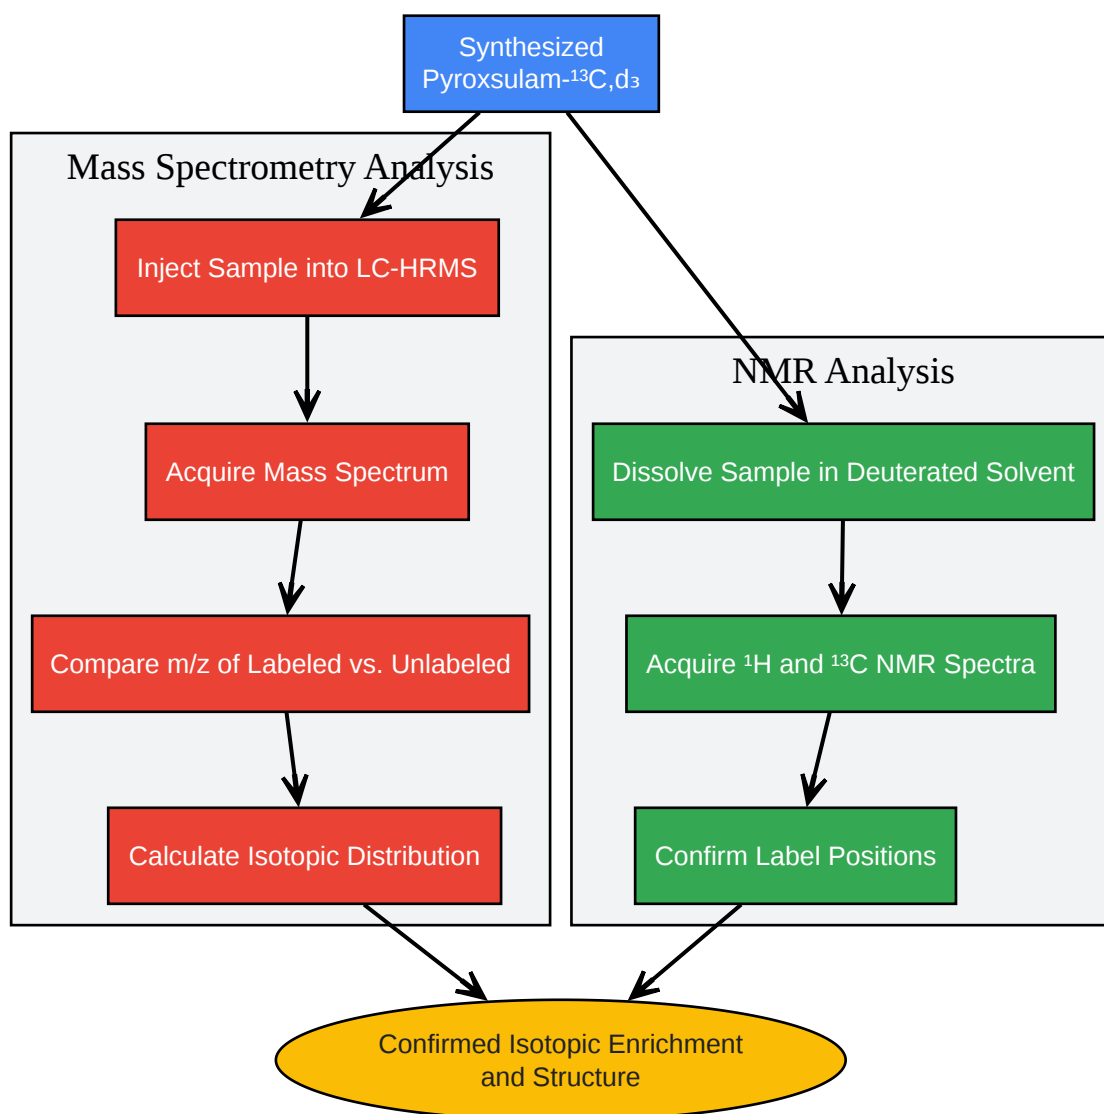 Synthesized
Pyroxsulam-¹³C,d₃
Mass Spectrometry Analysis
Inject Sample into LC-HRMS
Acquire Mass Spectrum
Compare m/z of Labeled vs. Unlabeled
Calculate Isotopic Distribution
NMR Analysis
Dissolve Sample in Deuterated Solvent
Acquire ¹H and ¹³C NMR Spectra
Confirm Label Positions
Confirmed Isotopic Enrichment
and Structure